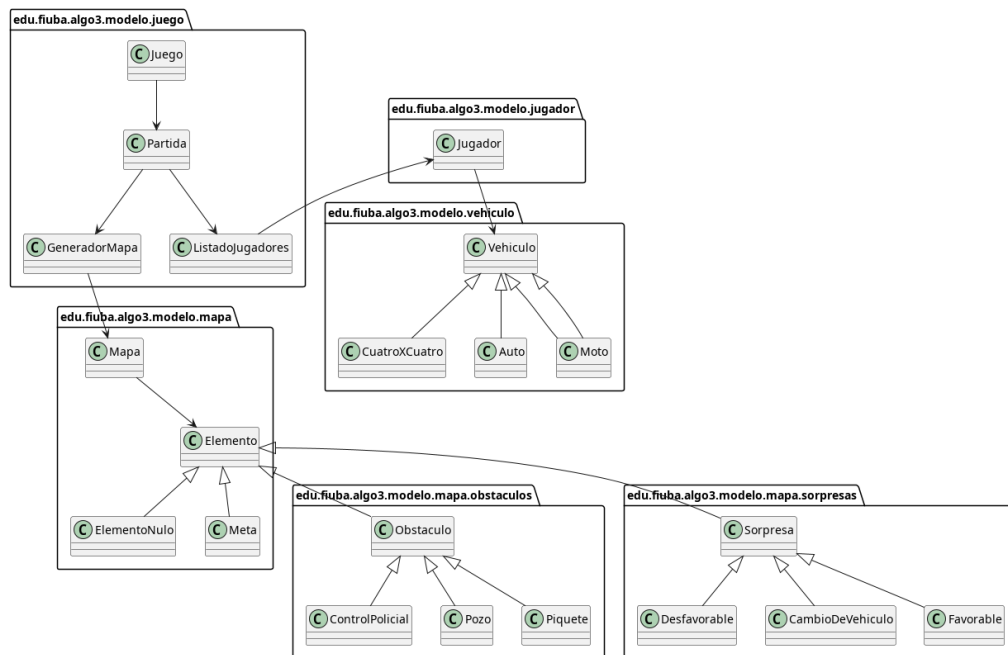 edu.fiuba.algo3.modelo.juego
C Juego
C Partida
C GeneradorMapa
C ListadoJugadores
edu.fiuba.algo3.modelo.jugador
C Jugador
edu.fiuba.algo3.modelo.vehiculo
C Vehiculo
C CuatroXCuatro
C Auto
C Moto
edu.fiuba.algo3.modelo.mapa
C Mapa
C Elemento
C ElementoNulo
C Meta
edu.fiuba.algo3.modelo.mapa.obstaculos
C Obstaculo
C ControlPolicial
C Pozo
C Piquete
edu.fiuba.algo3.modelo.mapa.sorpresas
C Sorpresa
C Desfavorable
C CambioDeVehiculo
C Favorable